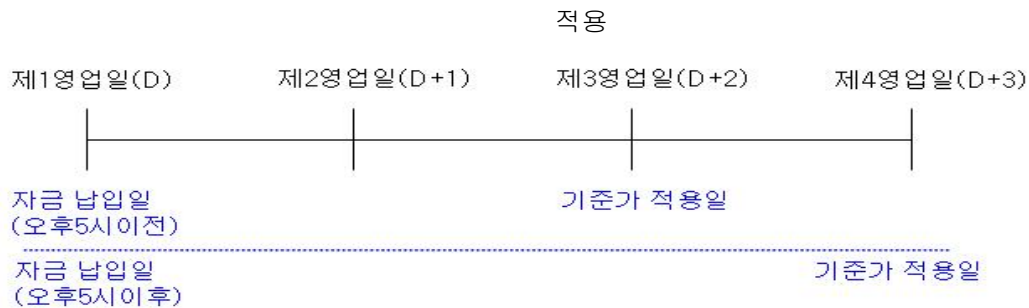 적용
제1영업일(D) 제2영업일(D+1) 제3영업일(D+2) 제4영업일(D+3)
자금 납입일 기준가 적용일
(오후5시이전)
자금 납입일 기준가 적용일
(오후5시이후)